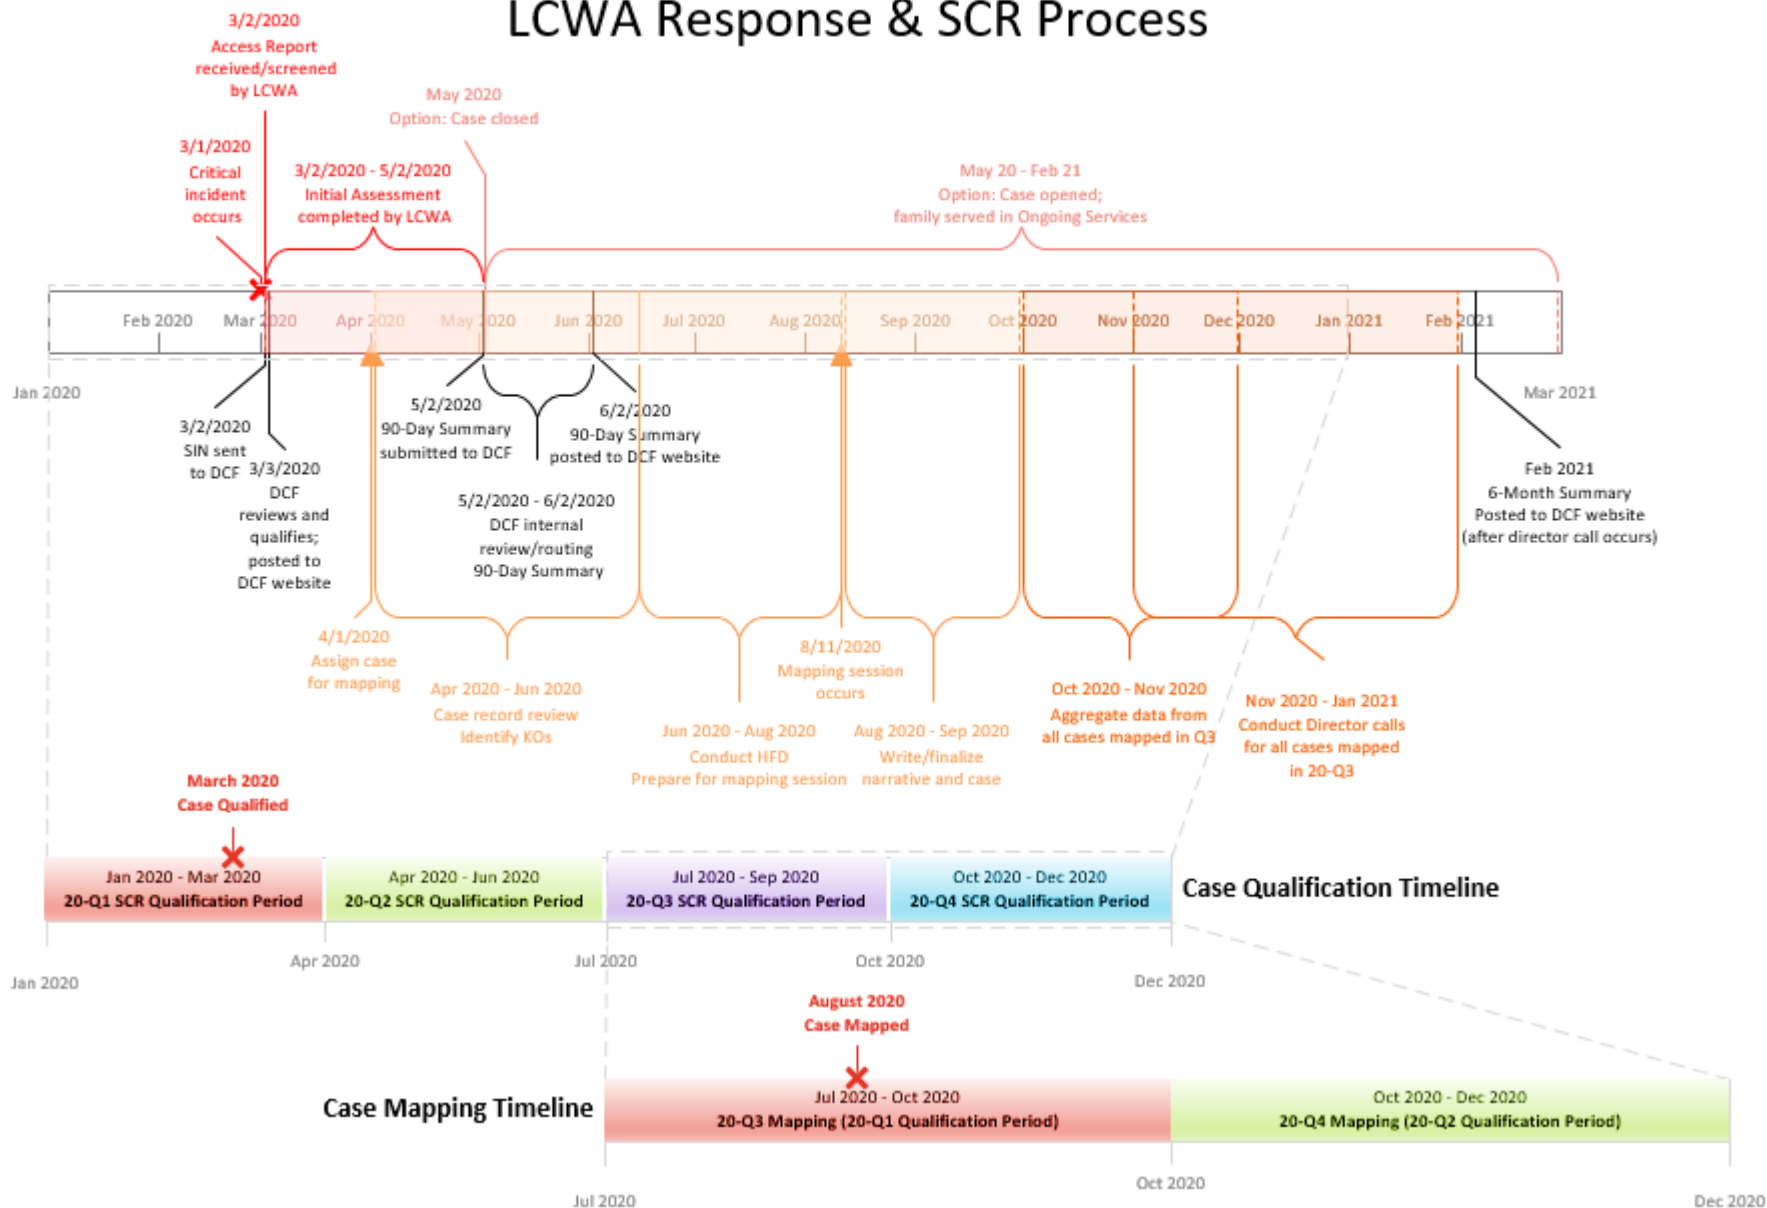 LCWA Response & SCR Process
3/2/2020
Access Report
received/screened
by LCWA
May 2020
Option: Case closed
3/1/2020
Critical
incident
occurs
3/2/2020 - 5/2/2020
Initial Assessment
completed by LCWA
May 20 - Feb 21
Option: Case opened;
family served in Ongoing Services
Feb 2020
Mar 2020
Apr 2020
May 2020
Jun 2020
Jul 2020
Aug 2020
Sep 2020
Oct 2020
Nov 2020
Dec 2020
Jan 2021
Feb 2021
Jan 2020
Mar 2021
3/2/2020
SIN sent
to DCF
3/3/2020
DCF
reviews and
qualifies;
posted to
DCF website
5/2/2020
90-Day Summary
submitted to DCF
6/2/2020
90-Day Summary
posted to DCF website
5/2/2020 - 6/2/2020
DCF internal
review/routing
90-Day Summary
Feb 2021
6-Month Summary
Posted to DCF website
(after director call occurs)
4/1/2020
Assign case
for mapping
Apr 2020 - Jun 2020
Case record review
Identify KOs
Jun 2020 - Aug 2020
Conduct HFD
Prepare for mapping session
8/11/2020
Mapping session
occurs
Aug 2020 - Sep 2020
Write/finalize
narrative and case
Oct 2020 - Nov 2020
Aggregate data from
all cases mapped in Q3
Nov 2020 - Jan 2021
Conduct Director calls
for all cases mapped
in 20-Q3
March 2020
Case Qualified
Jan 2020 - Mar 2020
20-Q1 SCR Qualification Period
Apr 2020 - Jun 2020
20-Q2 SCR Qualification Period
Jul 2020 - Sep 2020
20-Q3 SCR Qualification Period
Oct 2020 - Dec 2020
20-Q4 SCR Qualification Period
Case Qualification Timeline
Jan 2020
Apr 2020
Jul 2020
Oct 2020
Dec 2020
August 2020
Case Mapped
Case Mapping Timeline
Jul 2020 - Oct 2020
20-Q3 Mapping (20-Q1 Qualification Period)
Oct 2020 - Dec 2020
20-Q4 Mapping (20-Q2 Qualification Period)
Jul 2020
Oct 2020
Dec 2020